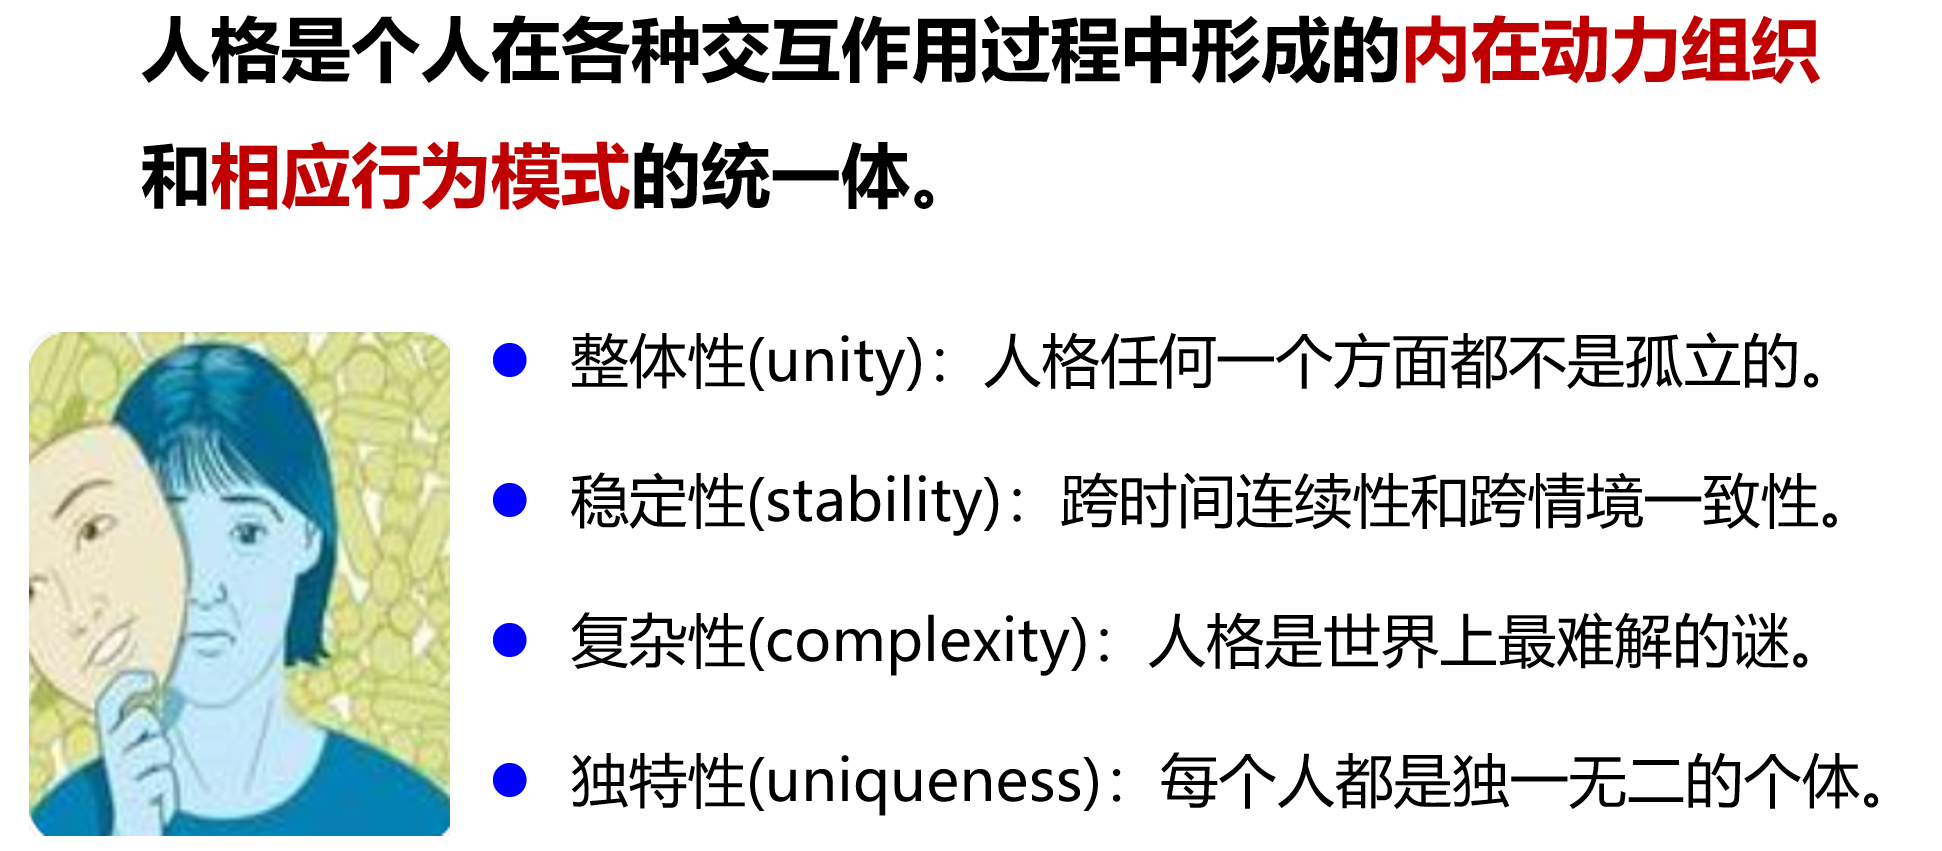 人格是个人在各种交互作用过程中形成的内在动力组织
和相应行为模式的统一体。
整体性(unity)：人格任何一个方面都不是孤立的。
稳定性(stability)：跨时间连续性和跨情境一致性。
复杂性(complexity)：人格是世界上最难解的谜。
独特性(uniqueness)：每个人都是独一无二的个体。